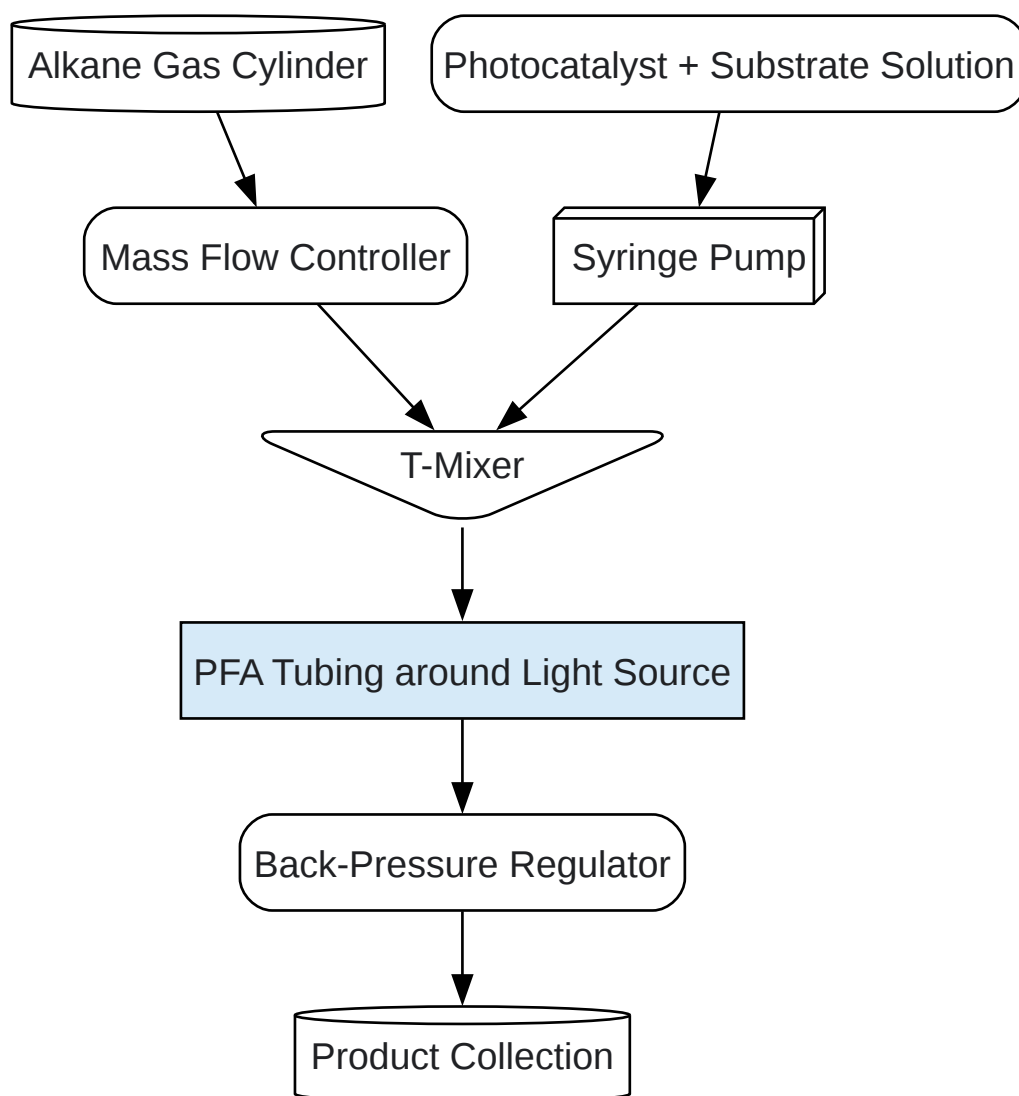 Alkane Gas Cylinder
Photocatalyst + Substrate Solution
Mass Flow Controller
Syringe Pump
T-Mixer
PFA Tubing around Light Source
Back-Pressure Regulator
Product Collection